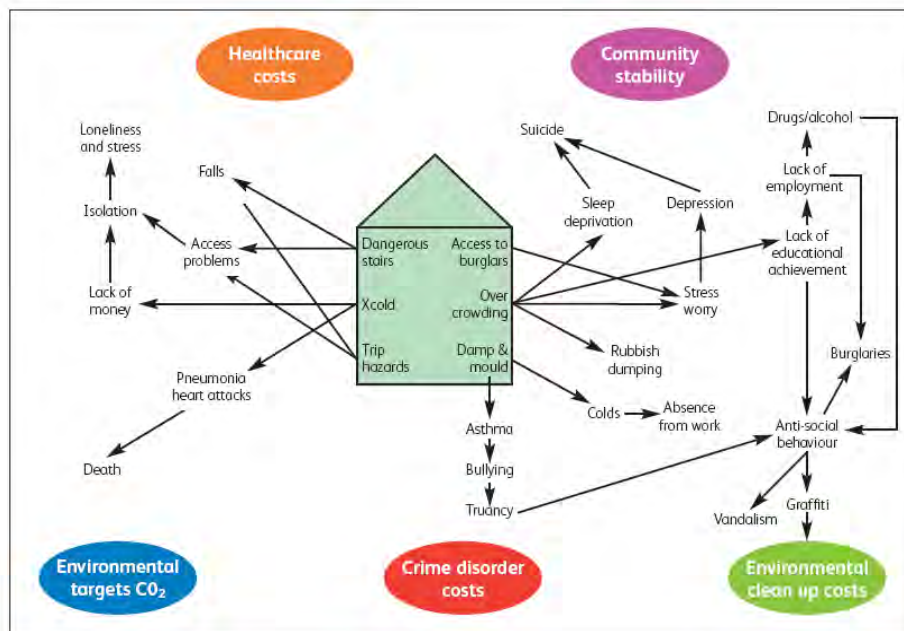 Healthcare
costs
Community
stability
Loneliness
and stress
Falls
Isolation
Access
problems
Lack of
money
Pneumonia
heart attacks
Death
Dangerous
stairs
Xcold
Trip
hazards
Access to
burglars
Over
crowding
Damp &
mould
Asthma
Bullying
Truancy
Suicide
Sleep
deprivation
Depression
Stress
worry
Rubbish
dumping
Colds
Absence
from work
Drugs/alcohol
Lack of
employment
Lack of
educational
achievement
Burglaries
Anti-social
behaviour
Vandalism
Graffiti
Environmental
targets C0₂
Crime disorder
costs
Environmental
clean up costs